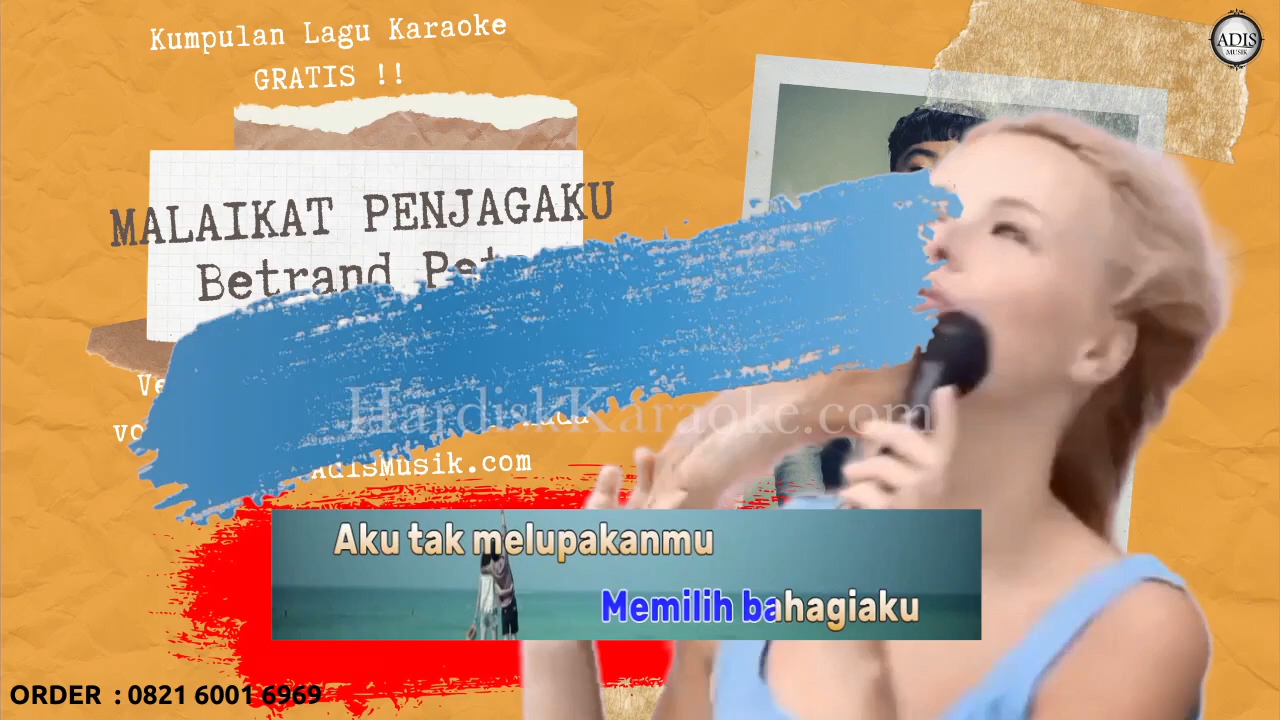 Kumpulan Lagu Karaoke
GRATIS !!
ADIS
MUSIK
MALAIKAT PENJAGAKU
Betrand
HardiskKaraoke.com
AdisMusik.com
Aku tak melupakanmu
Memilih bahagiaku
ORDER : 0821 6001 6969